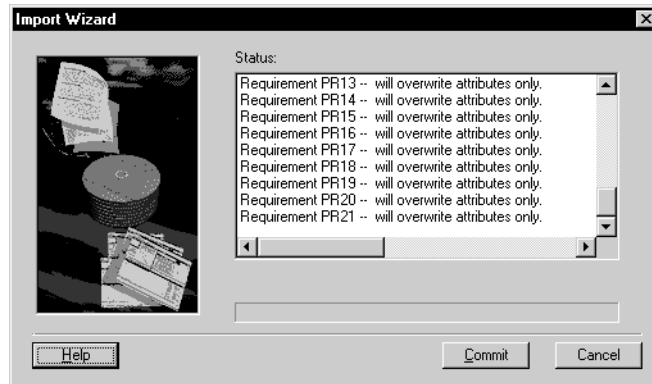 Import Wizard
Status:
Requirement PR13 -- will overwrite attributes only.
Requirement PR14 -- will overwrite attributes only.
Requirement PR15 -- will overwrite attributes only.
Requirement PR16 -- will overwrite attributes only.
Requirement PR17 -- will overwrite attributes only.
Requirement PR18 -- will overwrite attributes only.
Requirement PR19 -- will overwrite attributes only.
Requirement PR20 -- will overwrite attributes only.
Requirement PR21 -- will overwrite attributes only.
Help
Commit
Cancel